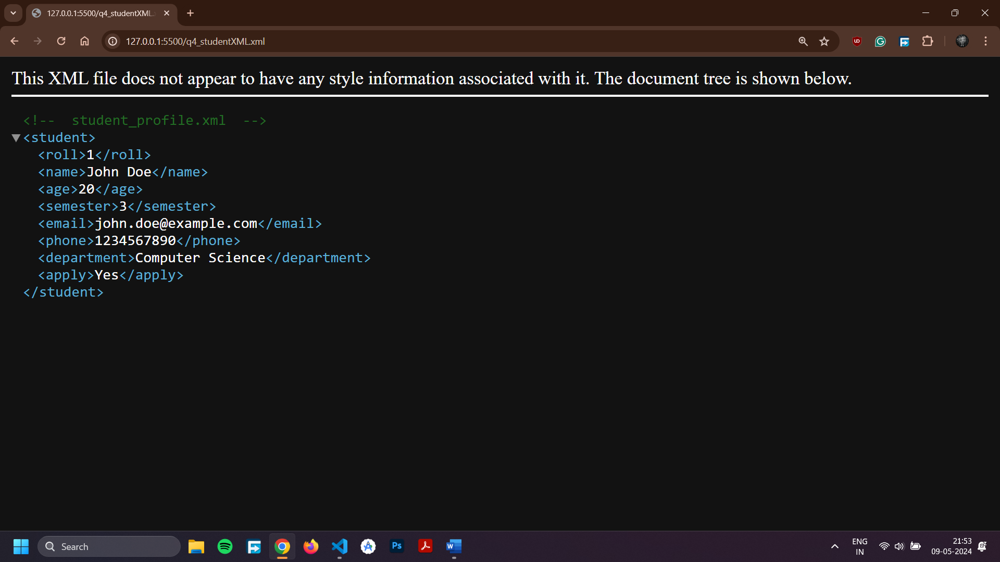 127.0.0.1:5500/q4_studentXML.
127.0.0.1:5500/q4_studentXML.xml
This XML file does not appear to have any style information associated with it. The document tree is shown below.
<!-- student_profile.xml -->
<student>
<roll>1</roll>
<name>John Doe</name>
<age>20</age>
<semester>3</semester>
<email>john.doe@example.com</email>
<phone>1234567890</phone>
<department>Computer Science</department>
<apply>Yes</apply>
</student>
Search
Ps
W
ENG
IN
21:53
09-05-2024